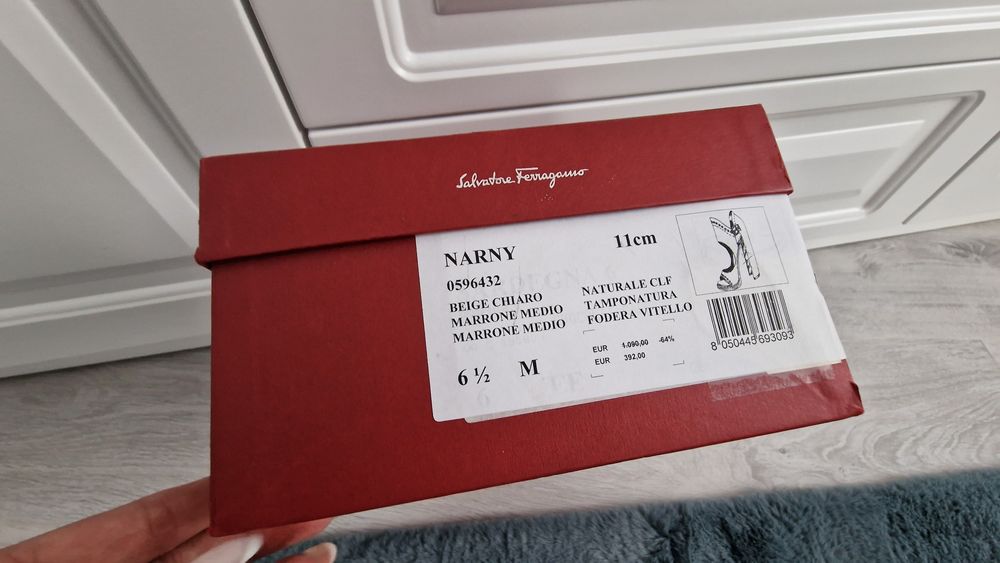 Salvatore Ferragamo
NARNY 11cm
0596432
BEIGE CHIARO NATURALE CLF
MARRONE MEDIO TAMPONATURA
MARRONE MEDIO FODERA VITELLO
EUR 1.090,00 -64%
EUR 392,00
6 ½ M
8 050445 693093